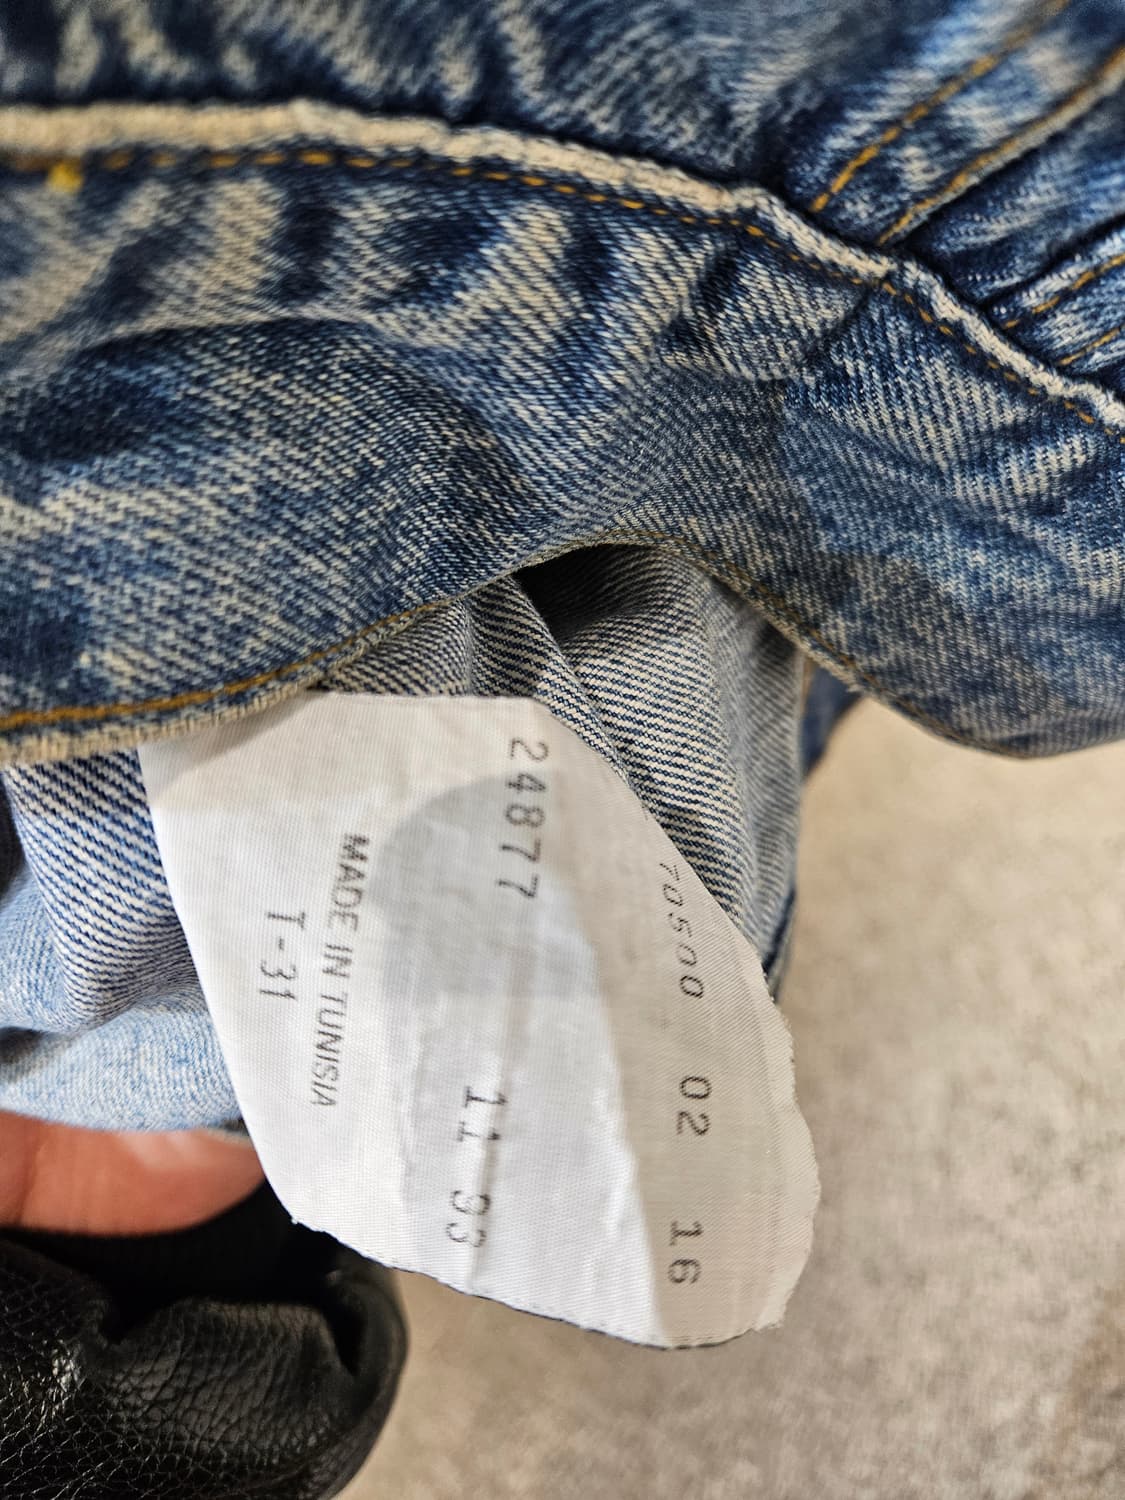 70500 02 16
24877 11 93
MADE IN TUNISIA
T-31